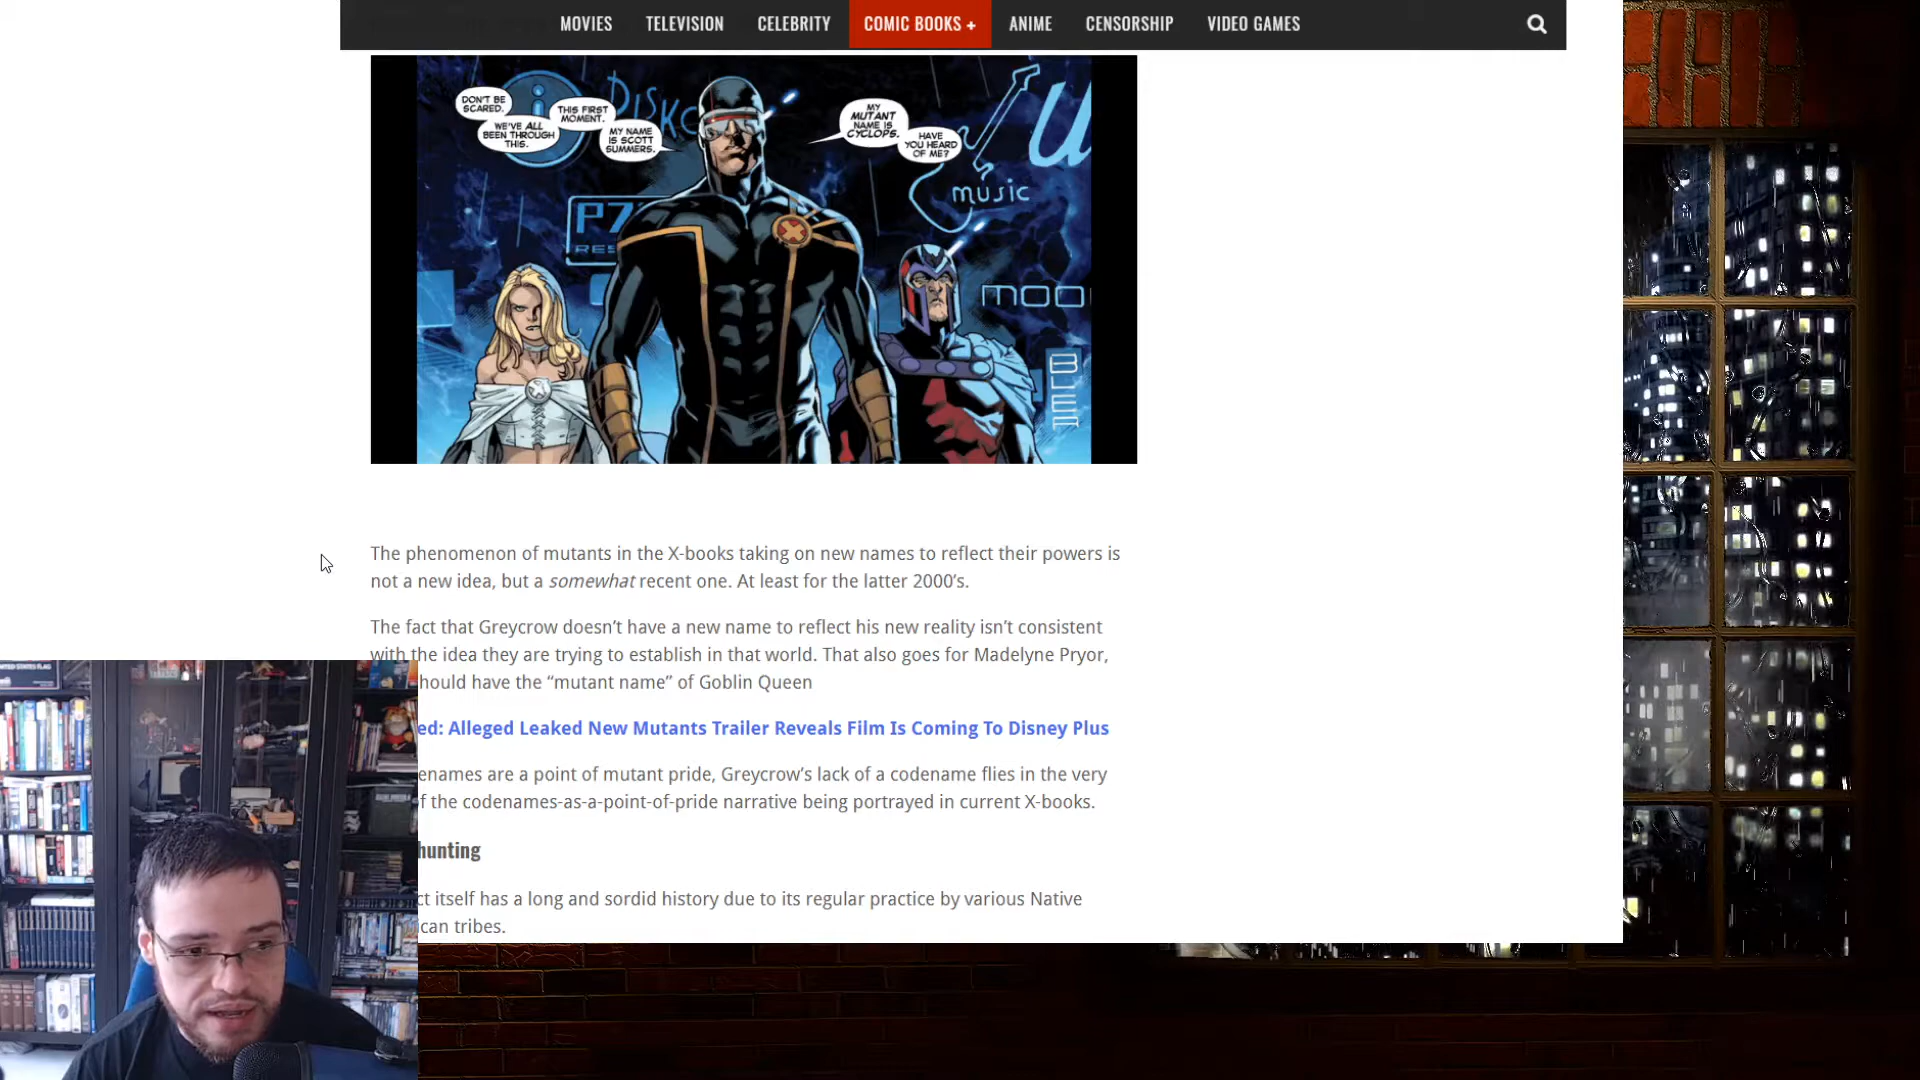 MOVIES TELEVISION CELEBRITY COMIC BOOKS + ANIME CENSORSHIP VIDEO GAMES
DON'T BE
SCARED.
WE'VE ALL
BEEN THROUGH
THIS.
THIS FIRST
MOMENT.
MY NAME
IS SCOTT
SUMMERS.
MY
MUTANT
NAME IS
CYCLOPS.
HAVE
YOU HEARD
OF ME?
DISK
music
P7
RES
MOO
The phenomenon of mutants in the X-books taking on new names to reflect their powers is
not a new idea, but a somewhat recent one. At least for the latter 2000's.
The fact that Greycrow doesn't have a new name to reflect his new reality isn't consistent
with the idea they are trying to establish in that world. That also goes for Madelyne Pryor,
hould have the “mutant name” of Goblin Queen
ed: Alleged Leaked New Mutants Trailer Reveals Film Is Coming To Disney Plus
enames are a point of mutant pride, Greycrow's lack of a codename flies in the very
f the codenames-as-a-point-of-pride narrative being portrayed in current X-books.
hunting
ct itself has a long and sordid history due to its regular practice by various Native
can tribes.
UNITED STATES FLAG